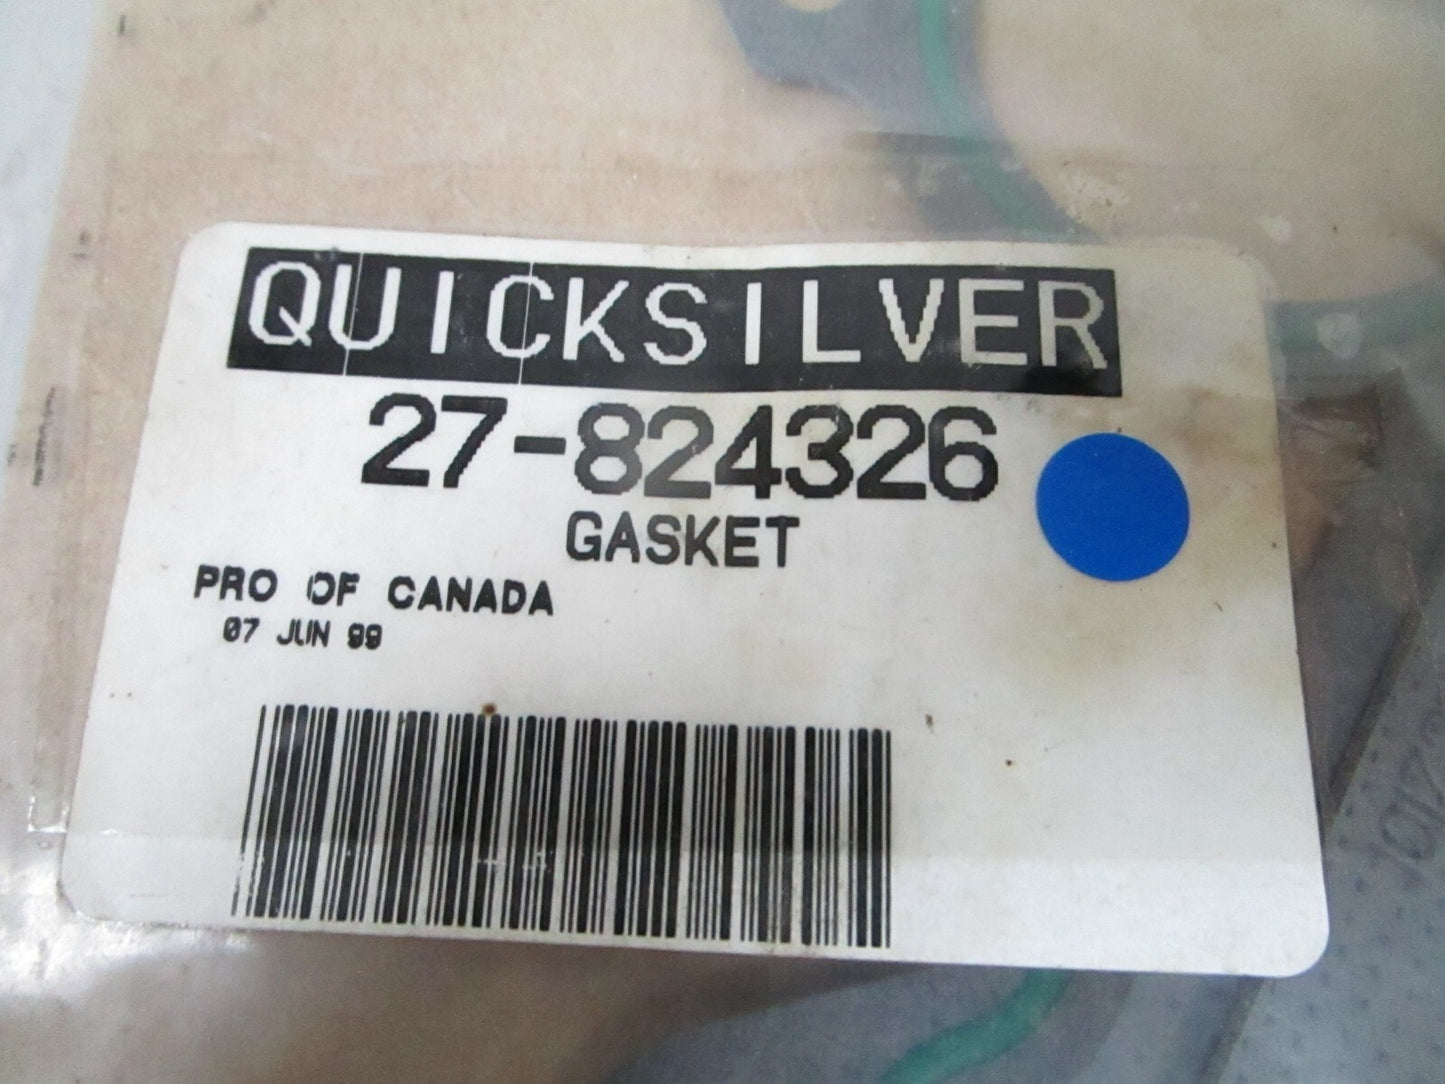 QUICKSILVER
27-824326
GASKET
PRO OF CANADA
07 JUN 99